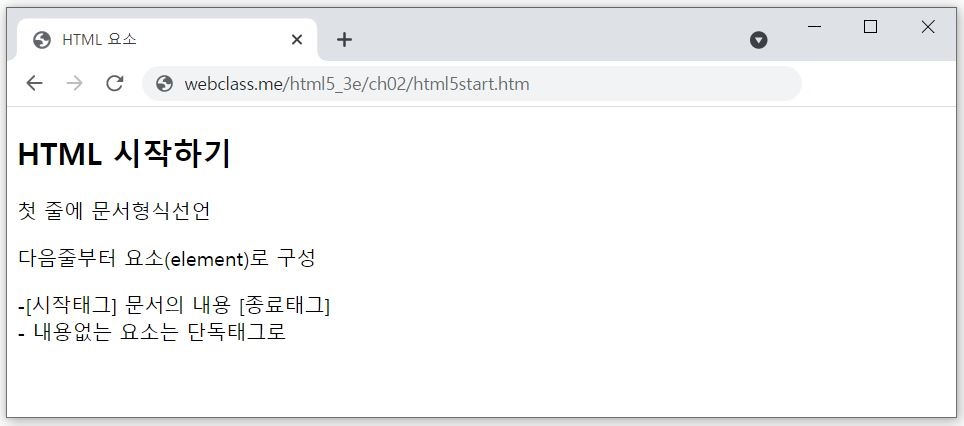 HTML 요소
webclass.me/html5_3e/ch02/html5start.htm
HTML 시작하기
첫 줄에 문서형식선언
다음줄부터 요소(element)로 구성
-[시작태그] 문서의 내용 [종료태그]
- 내용없는 요소는 단독태그로